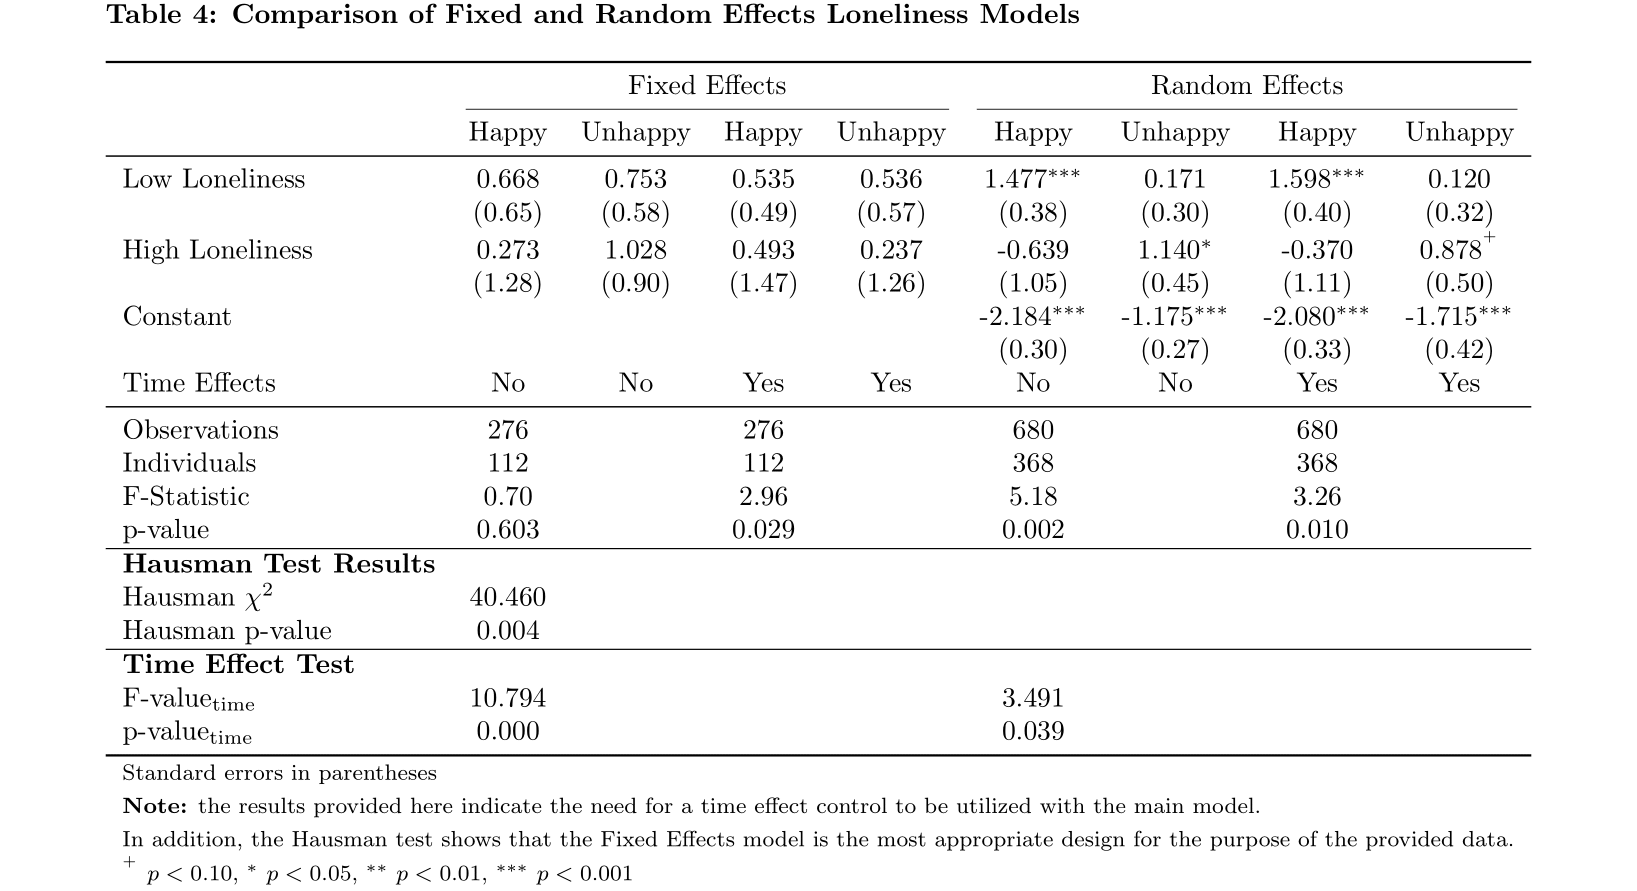 Table 4: Comparison of Fixed and Random Effects Loneliness Models
Fixed Effects Random Effects
Happy Unhappy Happy Unhappy Happy Unhappy Happy Unhappy
Low Loneliness 0.668 0.753 0.535 0.536 1.477*** 0.171 1.598*** 0.120
(0.65) (0.58) (0.49) (0.57) (0.38) (0.30) (0.40) (0.32)
High Loneliness 0.273 1.028 0.493 0.237 -0.639 1.140* -0.370 0.878+
(1.28) (0.90) (1.47) (1.26) (1.05) (0.45) (1.11) (0.50)
Constant -2.184*** -1.175*** -2.080*** -1.715***
(0.30) (0.27) (0.33) (0.42)
Time Effects No No Yes Yes No No Yes Yes
Observations 276 276 680 680
Individuals 112 112 368 368
F-Statistic 0.70 2.96 5.18 3.26
p-value 0.603 0.029 0.002 0.010
Hausman Test Results
Hausman χ² 40.460
Hausman p-value 0.004
Time Effect Test
F-value_time 10.794 3.491
p-value_time 0.000 0.039
Standard errors in parentheses
Note: the results provided here indicate the need for a time effect control to be utilized with the main model.
In addition, the Hausman test shows that the Fixed Effects model is the most appropriate design for the purpose of the provided data.
+ p < 0.10, * p < 0.05, ** p < 0.01, *** p < 0.001